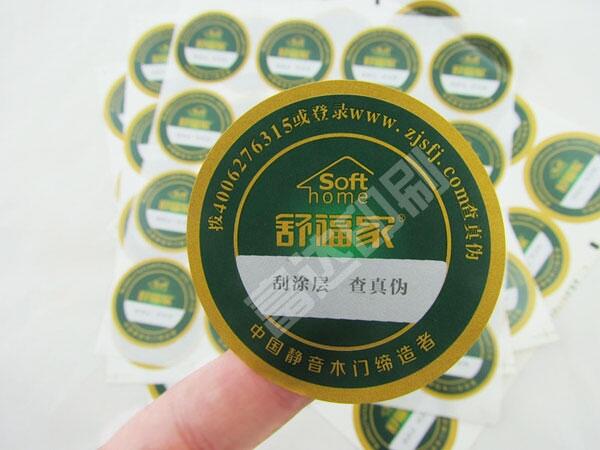 拨4006276315或登录www.zjsfj.com查真伪
Soft
home
舒福家®
刮涂层 查真伪
中国静音木门缔造者